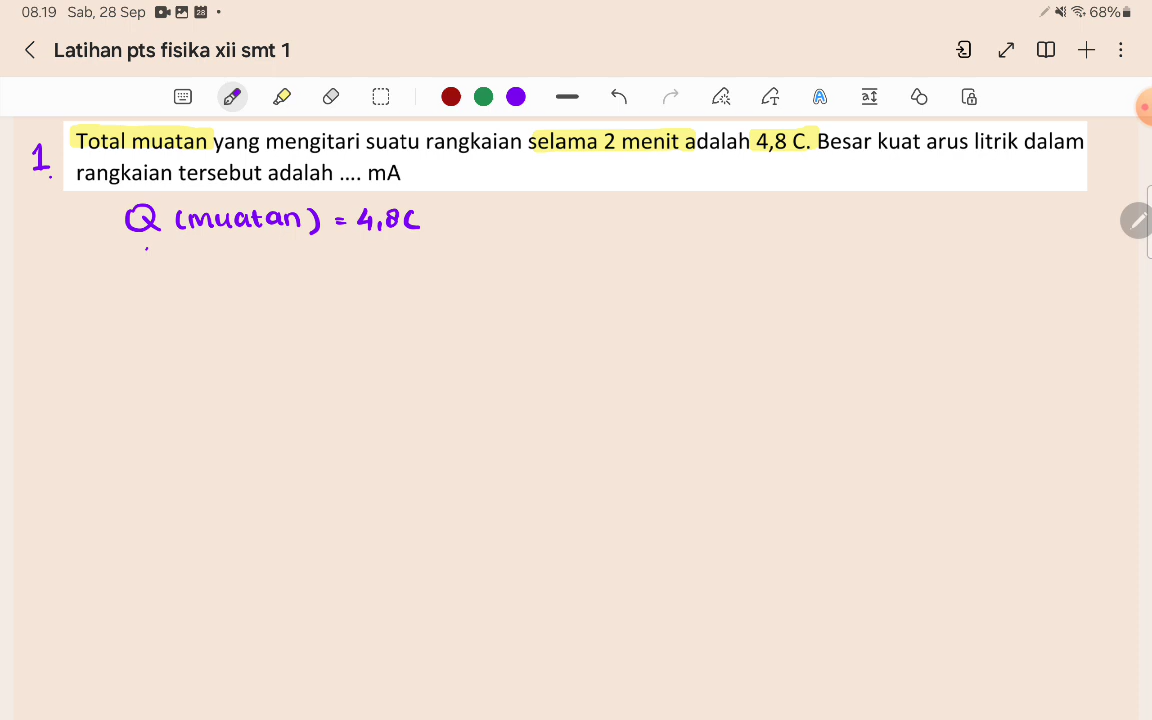 08.19 Sab, 28 Sep 28 68%
Latihan pts fisika xii smt 1
1. Total muatan yang mengitari suatu rangkaian selama 2 menit adalah 4,8 C. Besar kuat arus litrik dalam
rangkaian tersebut adalah .... mA
Q (muatan) = 4,8C